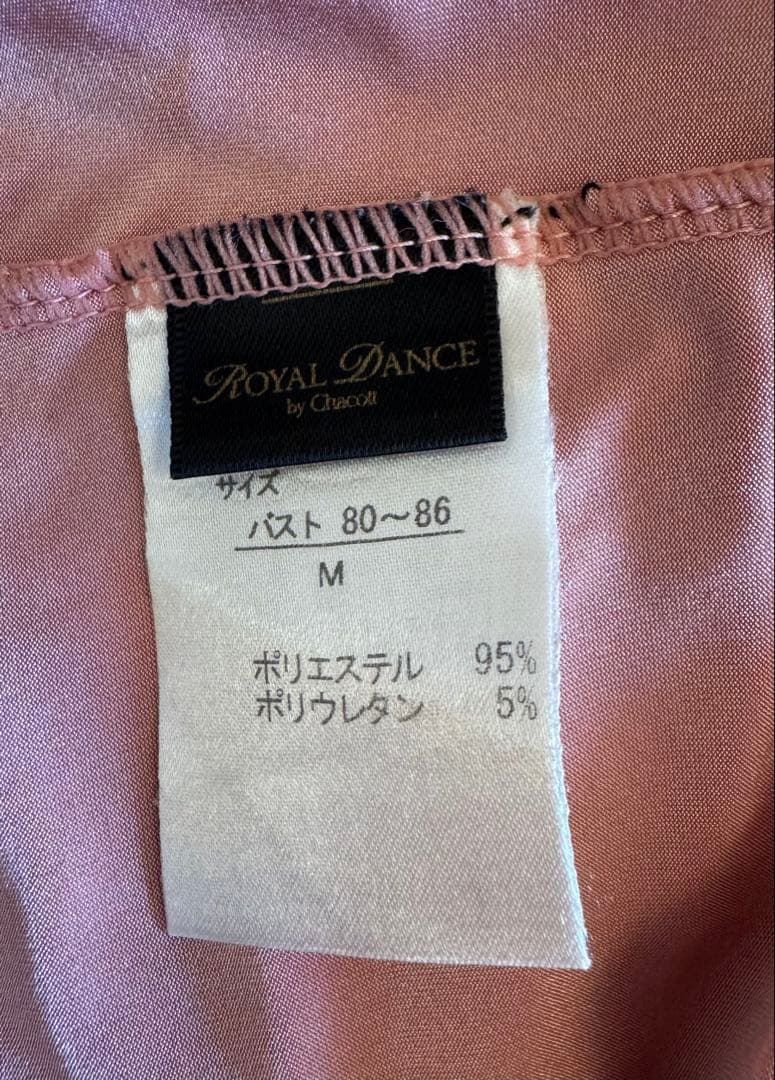 ROYAL DANCE
by Chacott
サイズ
バスト 80～86
M
ポリエステル 95%
ポリウレタン 5%